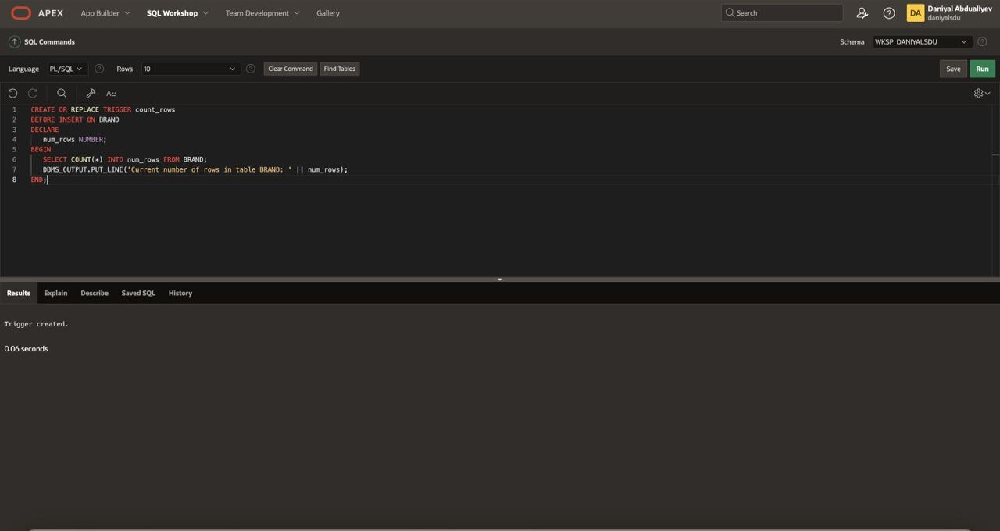 APEX App Builder SQL Workshop Team Development Gallery Search DA Daniyal Abdualiyev
daniyalsdu
SQL Commands Schema WKSP_DANIYALSDU
Language PL/SQL Rows 10 Clear Command Find Tables Save Run
A::
1 CREATE OR REPLACE TRIGGER count_rows
2 BEFORE INSERT ON BRAND
3 DECLARE
4 num_rows NUMBER;
5 BEGIN
6 SELECT COUNT(*) INTO num_rows FROM BRAND;
7 DBMS_OUTPUT.PUT_LINE('Current number of rows in table BRAND: ' || num_rows);
8 END;
Results Explain Describe Saved SQL History
Trigger created.
0.06 seconds